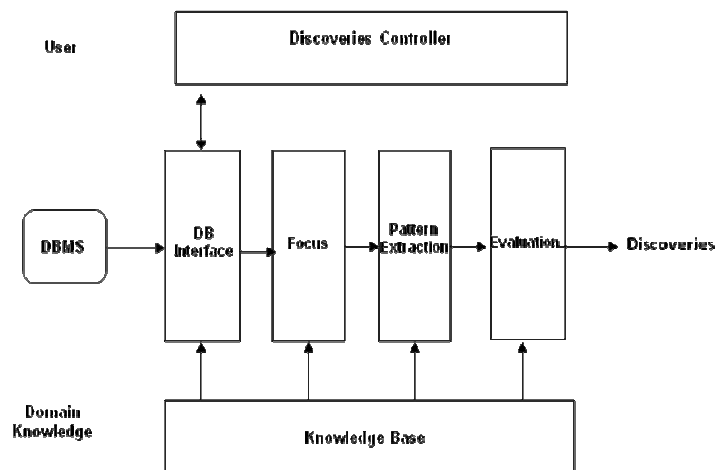 User
Discoveries Controller
DBMS
DB
Interface
Focus
Pattern
Extraction
Evaluation
Discoveries
Domain
Knowledge
Knowledge Base